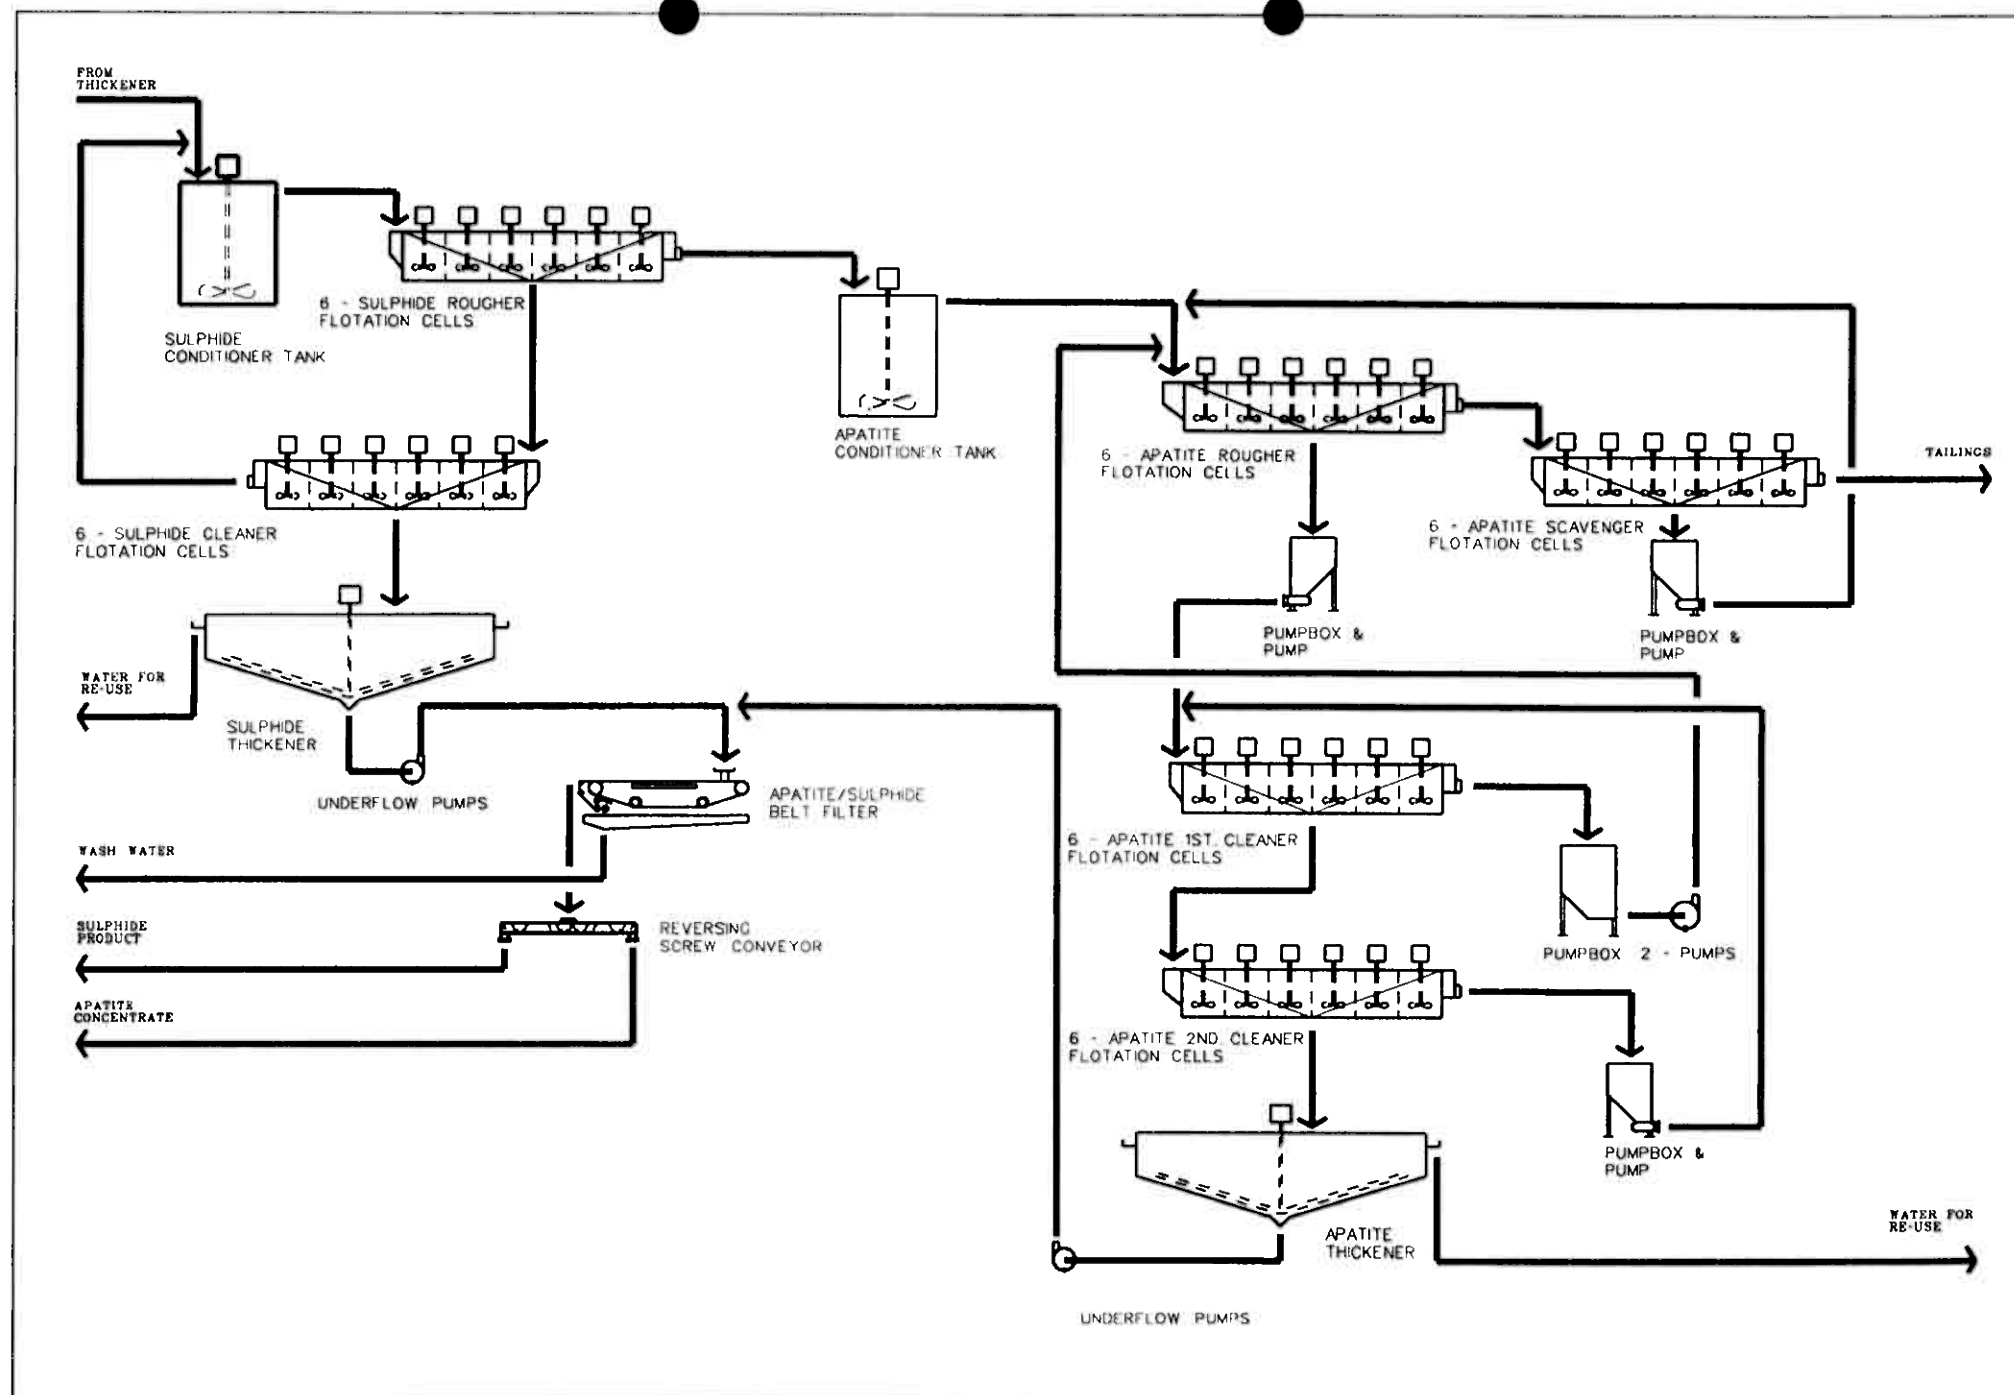 FROM
THICKENER
6 - SULPHIDE ROUGHER
FLOTATION CELLS
SULPHIDE
CONDITIONER TANK
APATITE
CONDITIONER TANK
6 - APATITE ROUGHER
FLOTATION CELLS
TAILINGS
6 - APATITE SCAVENGER
FLOTATION CELLS
6 - SULPHIDE CLEANER
FLOTATION CELLS
PUMPBOX &
PUMP
PUMPBOX &
PUMP
WATER FOR
RE-USE
SULPHIDE
THICKENER
UNDERFLOW PUMPS
APATITE/SULPHIDE
BELT FILTER
6 - APATITE 1ST. CLEANER
FLOTATION CELLS
WASH WATER
SULPHIDE
PRODUCT
REVERSING
SCREW CONVEYOR
PUMPBOX 2 - PUMPS
APATITE
CONCENTRATE
6 - APATITE 2ND. CLEANER
FLOTATION CELLS
PUMPBOX &
PUMP
APATITE
THICKENER
WATER FOR
RE-USE
UNDERFLOW PUMPS